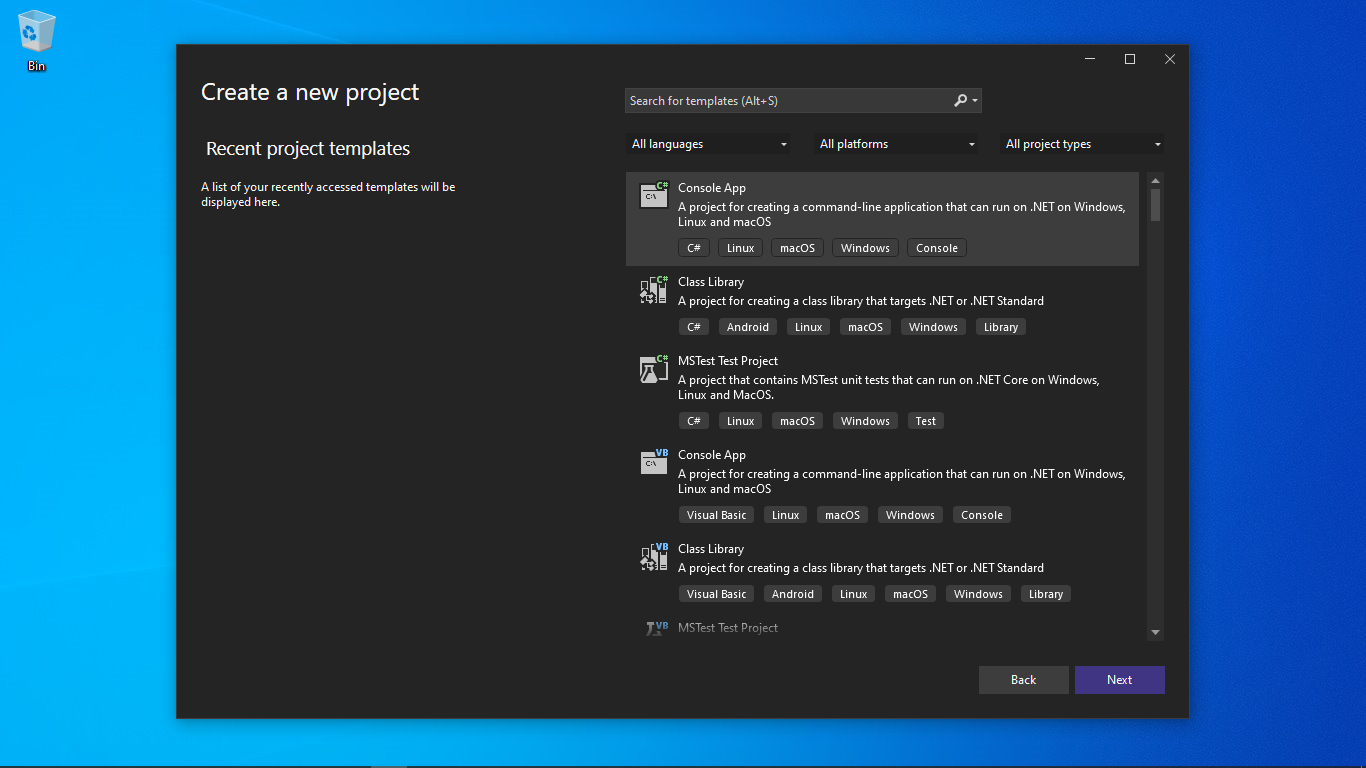 Bin
Create a new project
Recent project templates
A list of your recently accessed templates will be
displayed here.
Search for templates (Alt+S)
All languages
All platforms
All project types
C#
C:\
Console App
A project for creating a command-line application that can run on .NET on Windows,
Linux and macOS
C# Linux macOS Windows Console
C#
Class Library
A project for creating a class library that targets .NET or .NET Standard
C# Android Linux macOS Windows Library
C#
MSTest Test Project
A project that contains MSTest unit tests that can run on .NET Core on Windows,
Linux and MacOS.
C# Linux macOS Windows Test
VB
C:\
Console App
A project for creating a command-line application that can run on .NET on Windows,
Linux and macOS
Visual Basic Linux macOS Windows Console
VB
Class Library
A project for creating a class library that targets .NET or .NET Standard
Visual Basic Android Linux macOS Windows Library
VB
MSTest Test Project
Back
Next